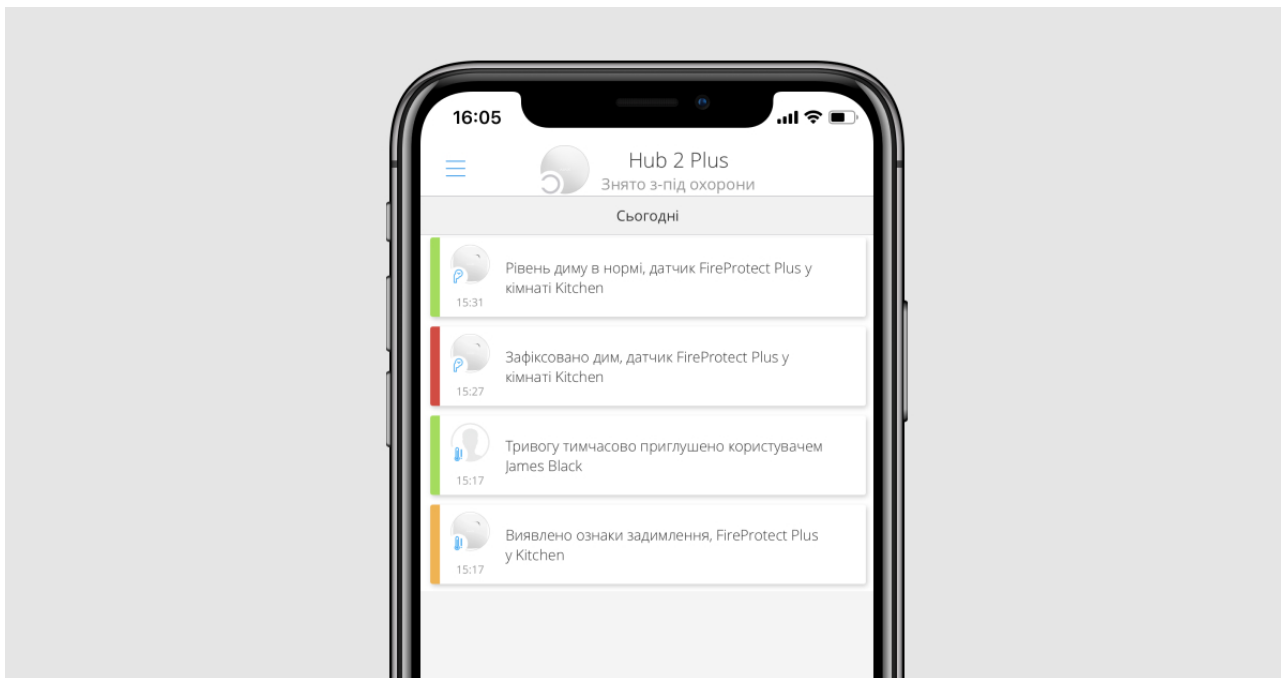 16:05
Hub 2 Plus
Знято з-під охорони
Сьогодні
Рівень диму в нормі, датчик FireProtect Plus у
кімнаті Kitchen
15:31
Зафіксовано дим, датчик FireProtect Plus у
кімнаті Kitchen
15:27
Тривогу тимчасово приглушено користувачем
James Black
15:17
Виявлено ознаки задимлення, FireProtect Plus
у Kitchen
15:17